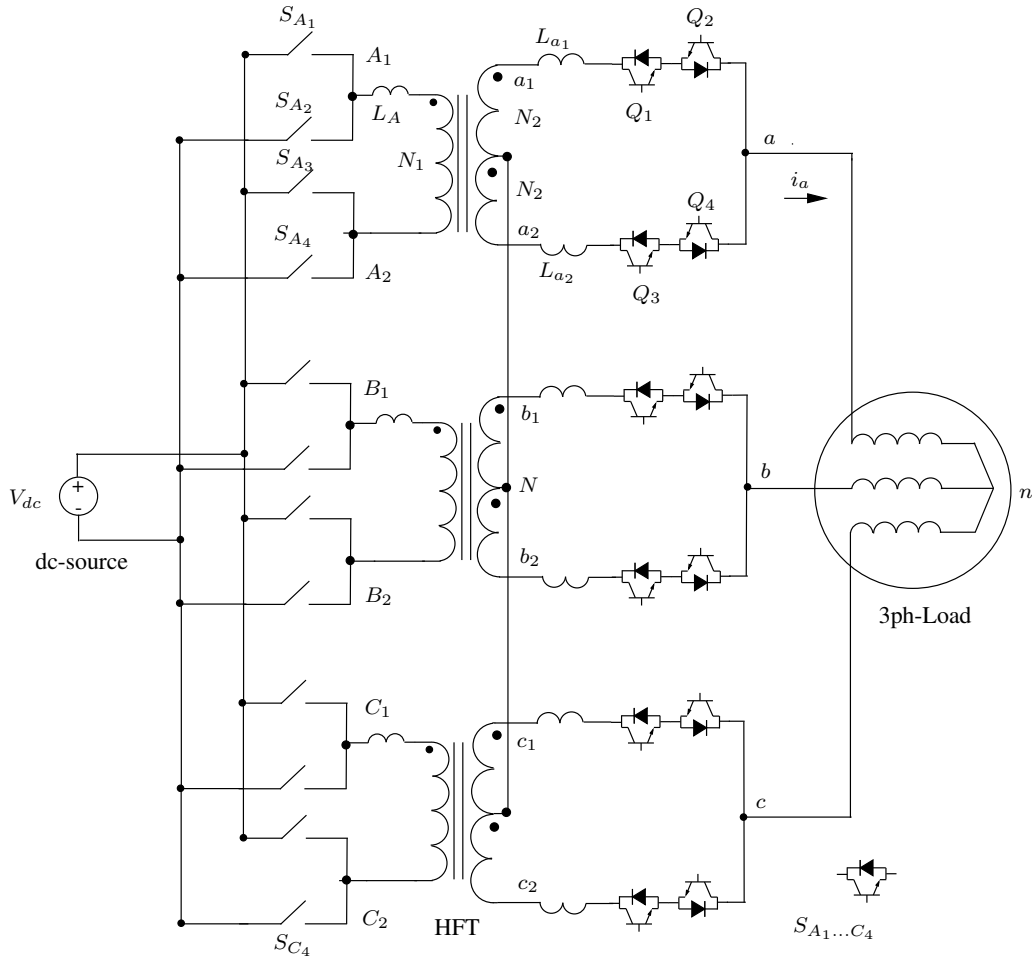 S_{A_1}
A_1
L_{a_1}
Q_2
a_1
S_{A_2}
L_A
N_2
Q_1
a
S_{A_3}
N_1
i_a
N_2
Q_4
S_{A_4}
a_2
A_2
L_{a_2}
Q_3
B_1
b_1
V_{dc}
+
-
N
b
n
dc-source
b_2
B_2
3ph-Load
C_1
c_1
c
c_2
C_2
S_{C_4}
HFT
S_{A_1...C_4}